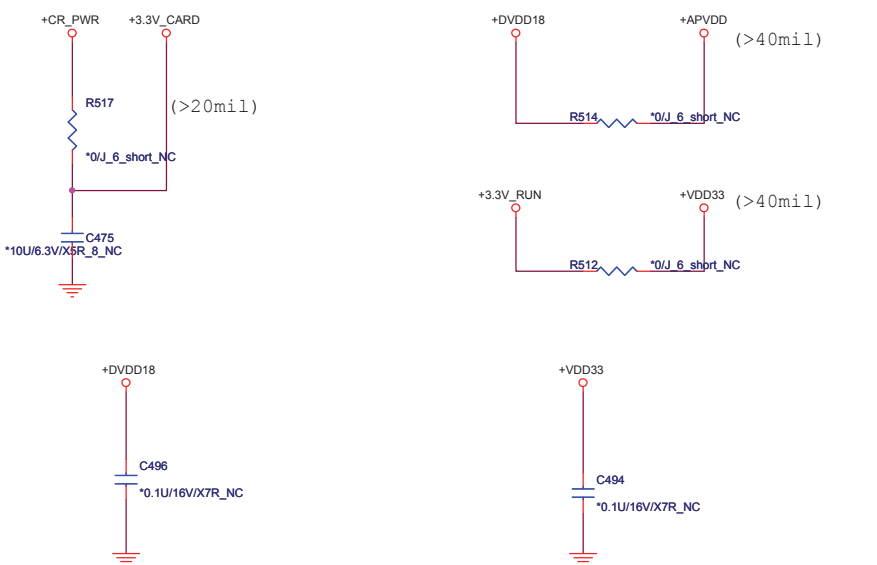 +CR_PWR
+3.3V_CARD
R517
(>20mil)
*0/J_6_short_NC
C475
*10U/6.3V/X5R_8_NC
+DVDD18
+APVDD
(>40mil)
R514
*0/J_6_short_NC
+3.3V_RUN
+VDD33
(>40mil)
R512
*0/J_6_short_NC
+DVDD18
C496
*0.1U/16V/X7R_NC
+VDD33
C494
*0.1U/16V/X7R_NC